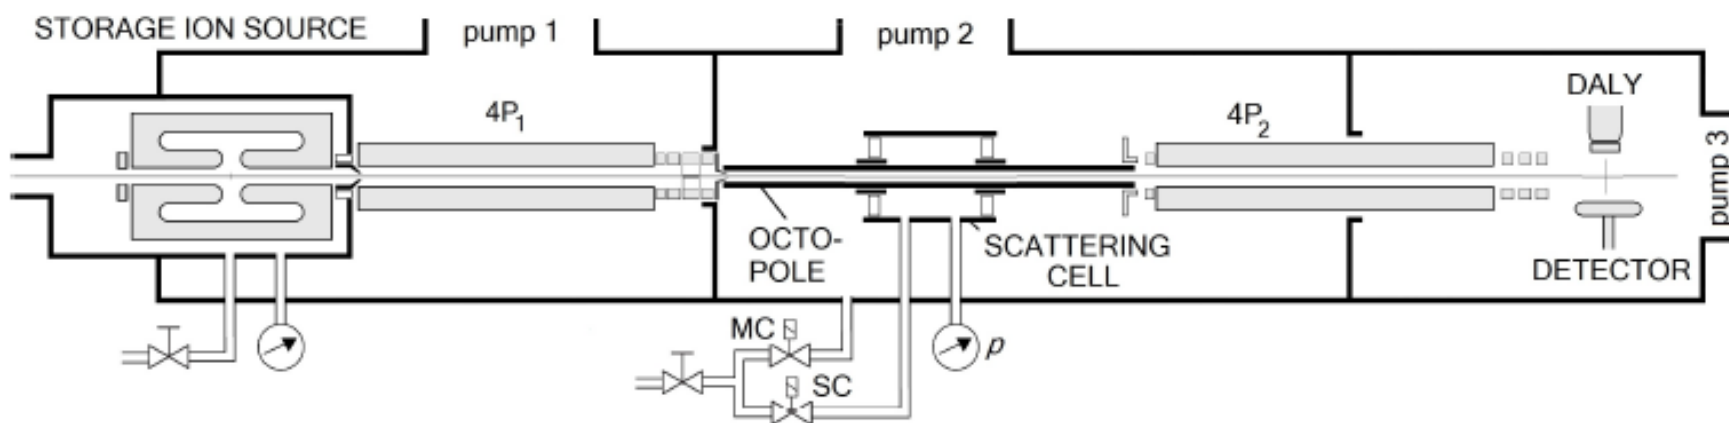 STORAGE ION SOURCE
pump 1
pump 2
4P1
4P2
DALY
pump 3
OCTO-
POLE
SCATTERING
CELL
DETECTOR
MC
p
SC